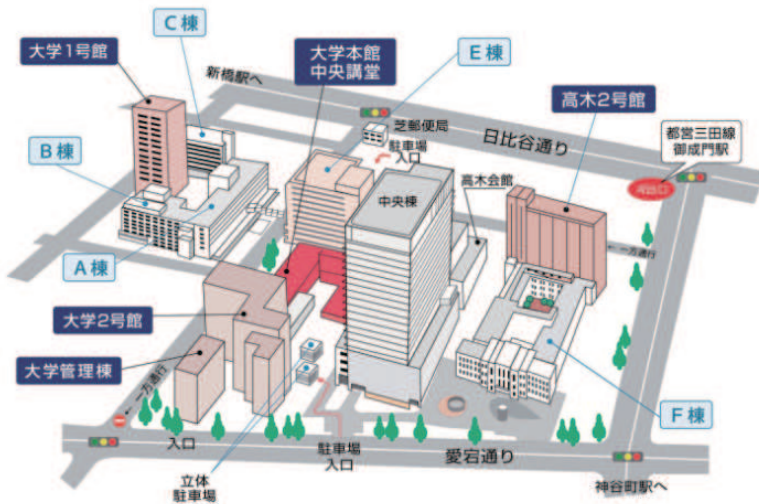 C棟
大学1号館
大学本館
中央講堂
E棟
新橋駅へ
芝郵便局
駐車場
入口
日比谷通り
高木2号館
都営三田線
御成門駅
B棟
中央棟
高木会館
←一方通行
A棟
大学2号館
大学管理棟
←一方通行
F棟
入口
立体
駐車場
駐車場
入口
愛宕通り
神谷町駅へ